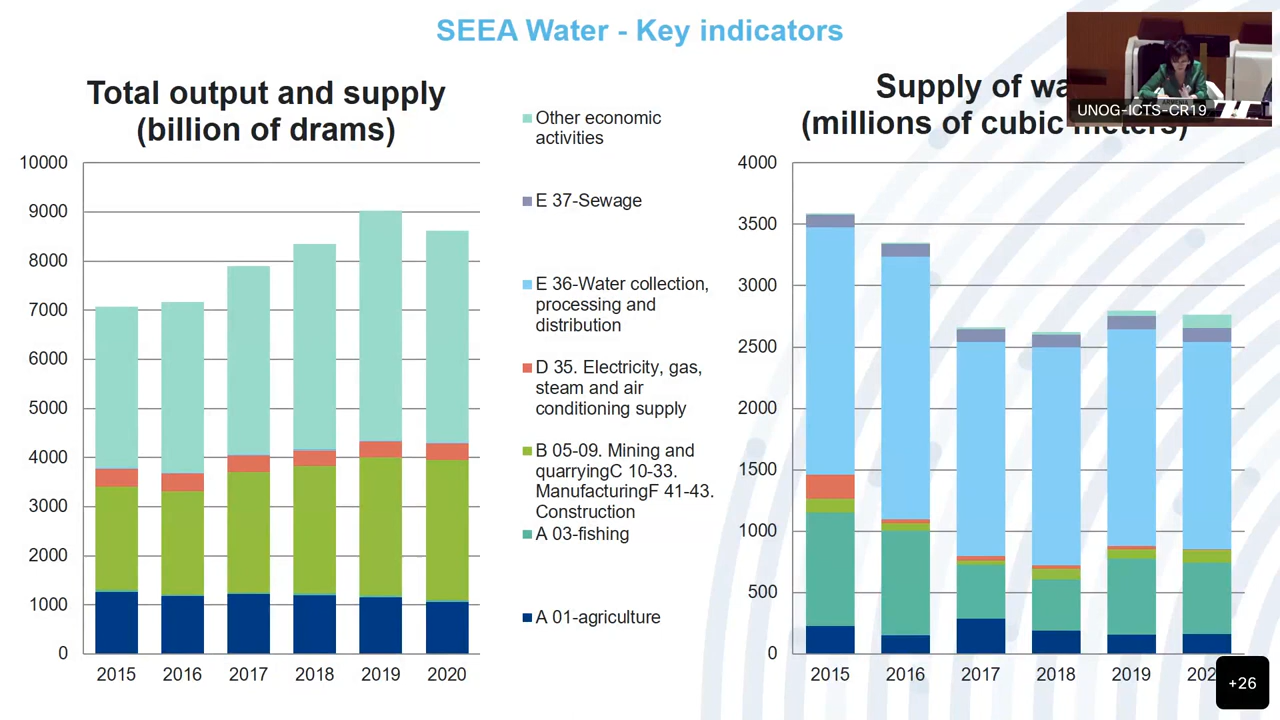 SEEA Water - Key indicators
Total output and supply
(billion of drams)
10000
9000
8000
7000
6000
5000
4000
3000
2000
1000
0
2015 2016 2017 2018 2019 2020
Other economic
activities
E 37-Sewage
E 36-Water collection,
processing and
distribution
D 35. Electricity, gas,
steam and air
conditioning supply
B 05-09. Mining and
quarryingC 10-33.
ManufacturingF 41-43.
Construction
A 03-fishing
A 01-agriculture
Supply of wa
(millions of cubic meters)
4000
3500
3000
2500
2000
1500
1000
500
0
2015 2016 2017 2018 2019 202
UNOG-ICTS-CR19
+26